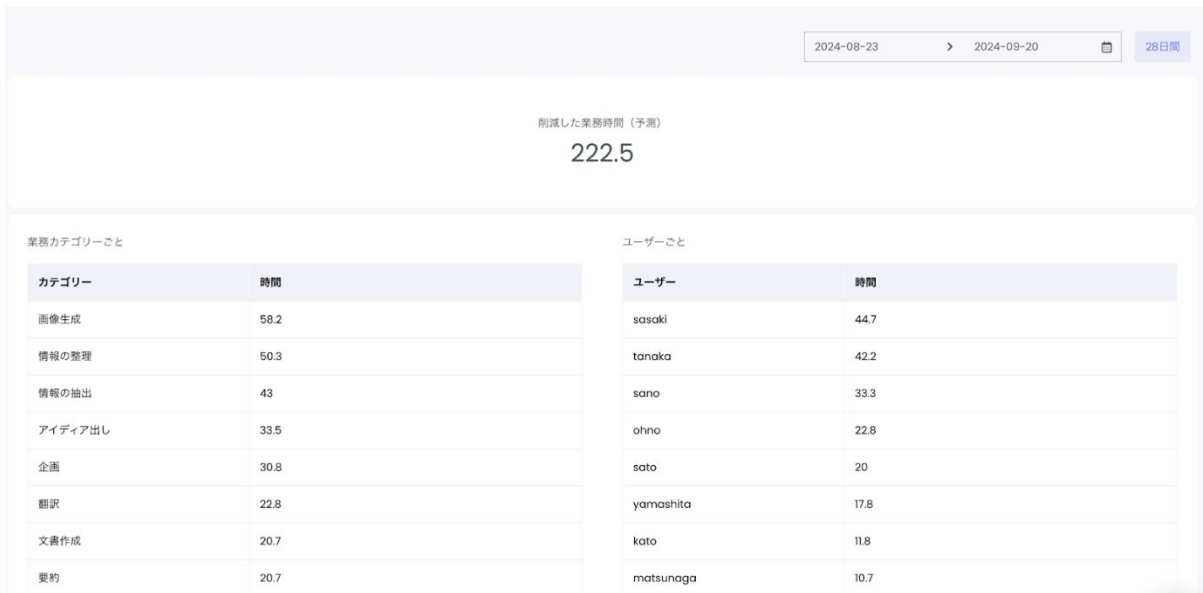 2024-08-23 > 2024-09-20 28日間
削減した業務時間（予測）
222.5
業務カテゴリーごと
カテゴリー 時間
画像生成 58.2
情報の整理 50.3
情報の抽出 43
アイディア出し 33.5
企画 30.8
翻訳 22.8
文書作成 20.7
要約 20.7
ユーザーごと
ユーザー 時間
sasaki 44.7
tanaka 42.2
sano 33.3
ohno 22.8
sato 20
yamashita 17.8
kato 11.8
matsunaga 10.7